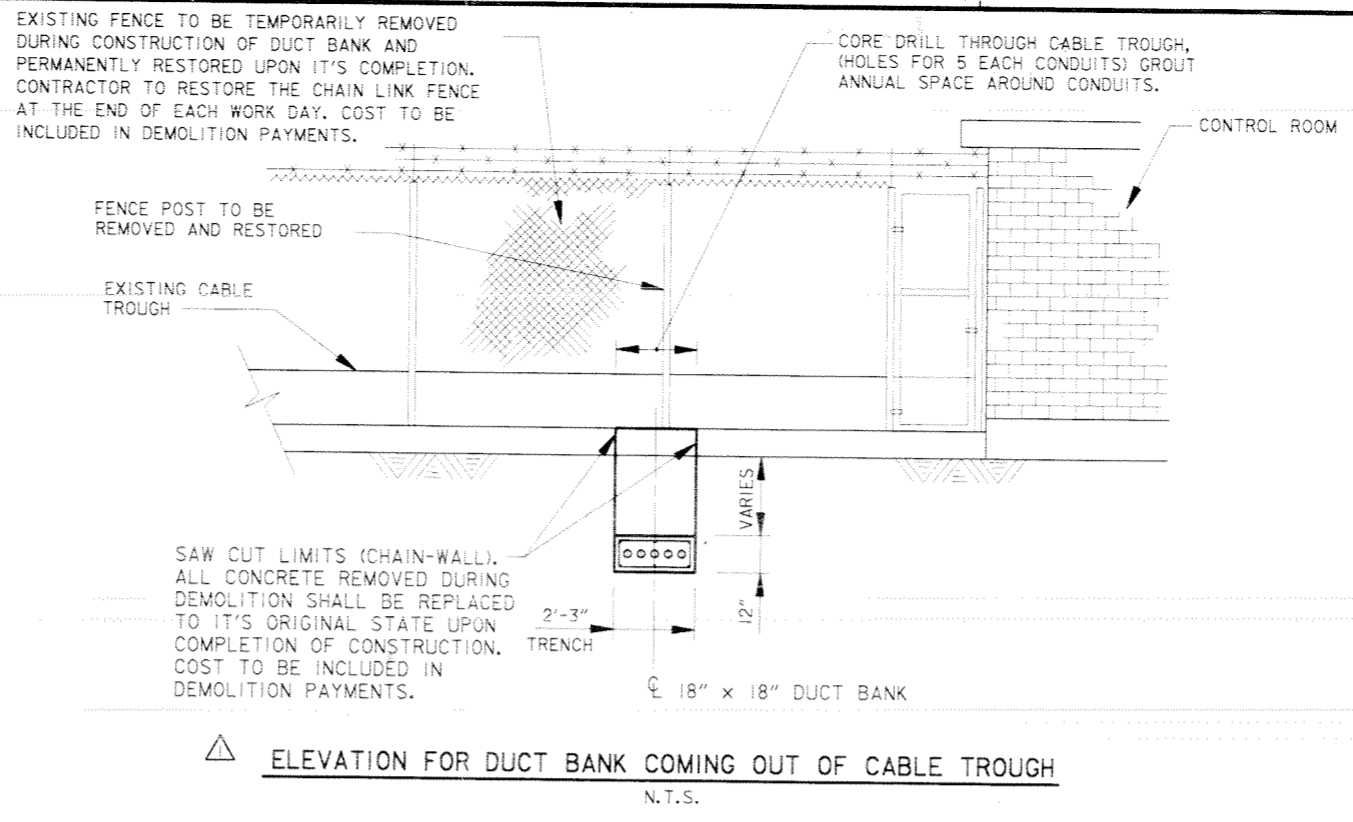 EXISTING FENCE TO BE TEMPORARILY REMOVED
DURING CONSTRUCTION OF DUCT BANK AND
PERMANENTLY RESTORED UPON IT'S COMPLETION.
CONTRACTOR TO RESTORE THE CHAIN LINK FENCE
AT THE END OF EACH WORK DAY. COST TO BE
INCLUDED IN DEMOLITION PAYMENTS.
CORE DRILL THROUGH CABLE TROUGH,
(HOLES FOR 5 EACH CONDUITS) GROUT
ANNUAL SPACE AROUND CONDUITS.
CONTROL ROOM
FENCE POST TO BE
REMOVED AND RESTORED
EXISTING CABLE
TROUGH
VARIES
SAW CUT LIMITS (CHAIN-WALL).
ALL CONCRETE REMOVED DURING
DEMOLITION SHALL BE REPLACED
TO IT'S ORIGINAL STATE UPON
COMPLETION OF CONSTRUCTION.
COST TO BE INCLUDED IN
DEMOLITION PAYMENTS.
2'-3"
TRENCH
12"
℄ 18" x 18" DUCT BANK
1
ELEVATION FOR DUCT BANK COMING OUT OF CABLE TROUGH
N.T.S.